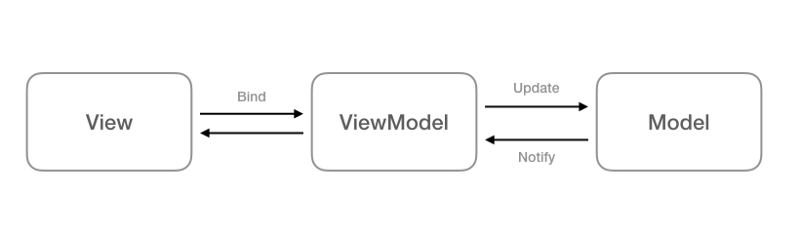 View
Bind
ViewModel
Update
Notify
Model